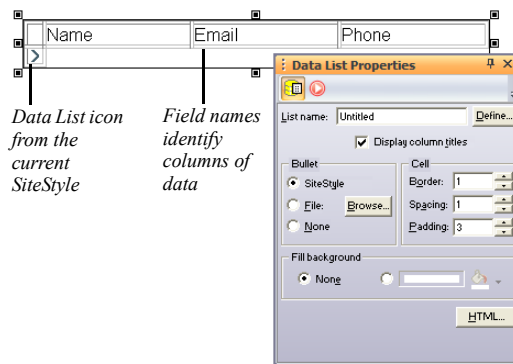 Name Email Phone
Data List icon
from the
current
SiteStyle
Field names
identify
columns of
data
Data List Properties
List name: Untitled Define...
Display column titles
Bullet
SiteStyle
File: Browse...
None
Cell
Border: 1
Spacing: 1
Padding: 3
Fill background
None
HTML...